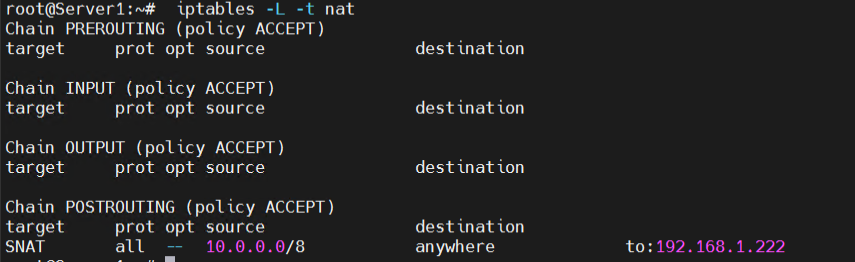 root@Server1:~#  iptables -L -t nat
Chain PREROUTING (policy ACCEPT)
target     prot opt source               destination

Chain INPUT (policy ACCEPT)
target     prot opt source               destination

Chain OUTPUT (policy ACCEPT)
target     prot opt source               destination

Chain POSTROUTING (policy ACCEPT)
target     prot opt source               destination
SNAT       all  --  10.0.0.0/8           anywhere             to:192.168.1.222